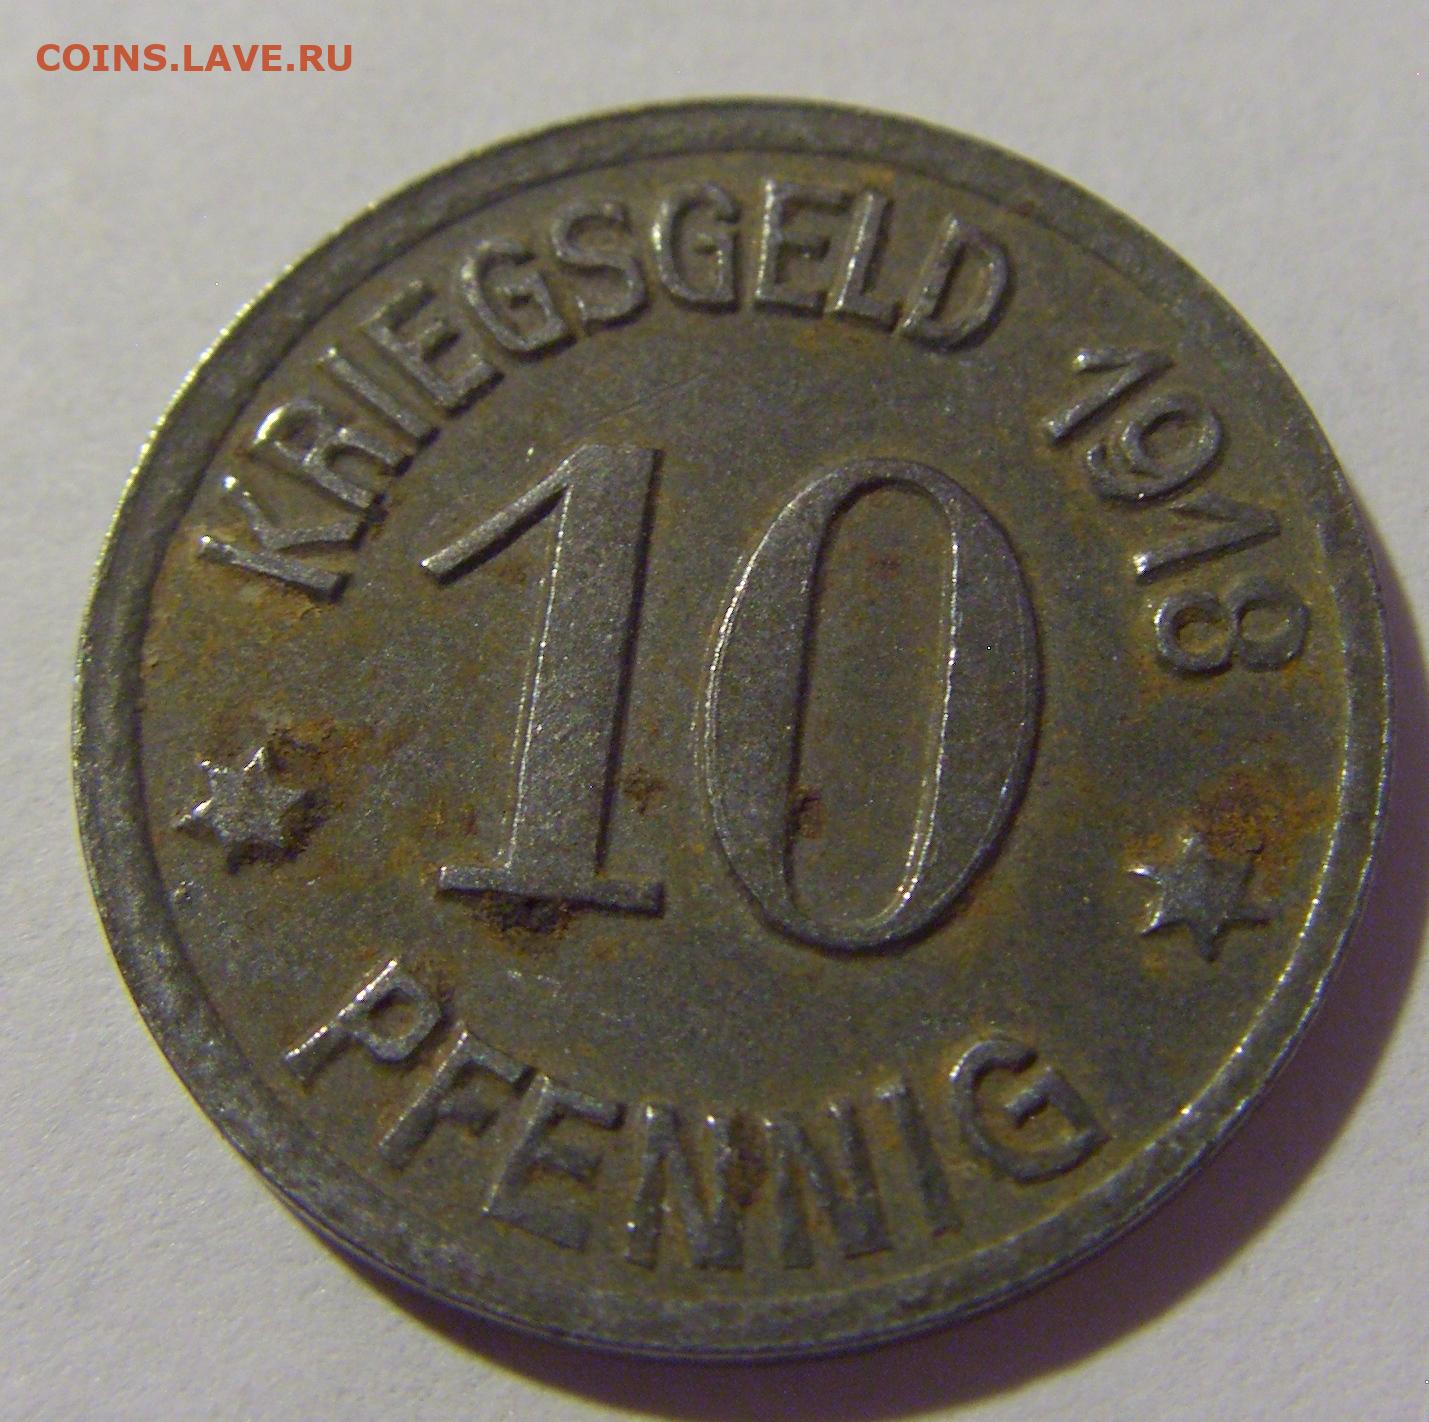 COINS.LAVE.RU
KRIEGSGELD 1918
10
PFENNIG